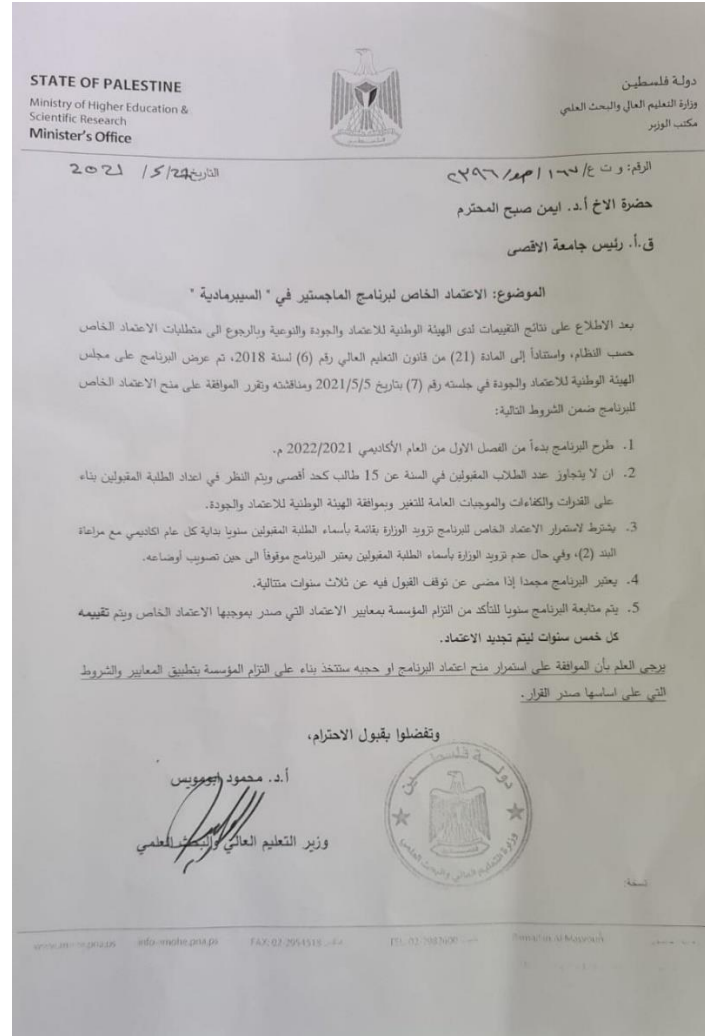 STATE OF PALESTINE
Ministry of Higher Education &
Scientific Research
Minister's Office
دولة فلسطين
وزارة التعليم العالي والبحث العلمي
مكتب الوزير
الرقم: و ت ع/
التاريخ 2021 /5/27
حضرة الاخ أ.د. ايمن صبح المحترم
ق.أ. رئيس جامعة الاقصى
الموضوع: الاعتماد الخاص لبرنامج الماجستير في " السيبرمادية "
بعد الاطلاع على نتائج التقييمات لدى الهيئة الوطنية للاعتماد والجودة والنوعية وبالرجوع الى متطلبات الاعتماد الخاص
حسب النظام، واستناداً إلى المادة (21) من قانون التعليم العالي رقم (6) لسنة 2018، تم عرض البرنامج على مجلس
الهيئة الوطنية للاعتماد والجودة في جلسته رقم (7) بتاريخ 2021/5/5 ومناقشته وتقرر الموافقة على منح الاعتماد الخاص
للبرنامج ضمن الشروط التالية:
1. طرح البرنامج بدءاً من الفصل الاول من العام الأكاديمي 2022/2021 م.
2. ان لا يتجاوز عدد الطلاب المقبولين في السنة عن 15 طالب كحد أقصى ويتم النظر في اعداد الطلبة المقبولين بناء
على القدرات والكفاءات والموجبات العامة للتغير وبموافقة الهيئة الوطنية للاعتماد والجودة.
3. يشترط لاستمرار الاعتماد الخاص للبرنامج تزويد الوزارة بقائمة بأسماء الطلبة المقبولين سنويا بداية كل عام اكاديمي مع مراعاة
البند (2)، وفي حال عدم تزويد الوزارة بأسماء الطلبة المقبولين يعتبر البرنامج موقوفاً الى حين تصويب أوضاعه.
4. يعتبر البرنامج مجمدا إذا مضى عن توقف القبول فيه عن ثلاث سنوات متتالية.
5. يتم متابعة البرنامج سنويا للتأكد من التزام المؤسسة بمعايير الاعتماد التي صدر بموجبها الاعتماد الخاص ويتم تقييمه
كل خمس سنوات ليتم تجديد الاعتماد.
يرجى العلم بأن الموافقة على استمرار منح اعتماد البرنامج او حجبه ستتخذ بناء على التزام المؤسسة بتطبيق المعايير والشروط
التي على اساسها صدر القرار.
وتفضلوا بقبول الاحترام،
أ.د. محمود ابومويس
وزير التعليم العالي والبحث العلمي
دولة فلسطين
وزارة التعليم العالي والبحث العلمي
نسخة:
FAX: 02 2954518